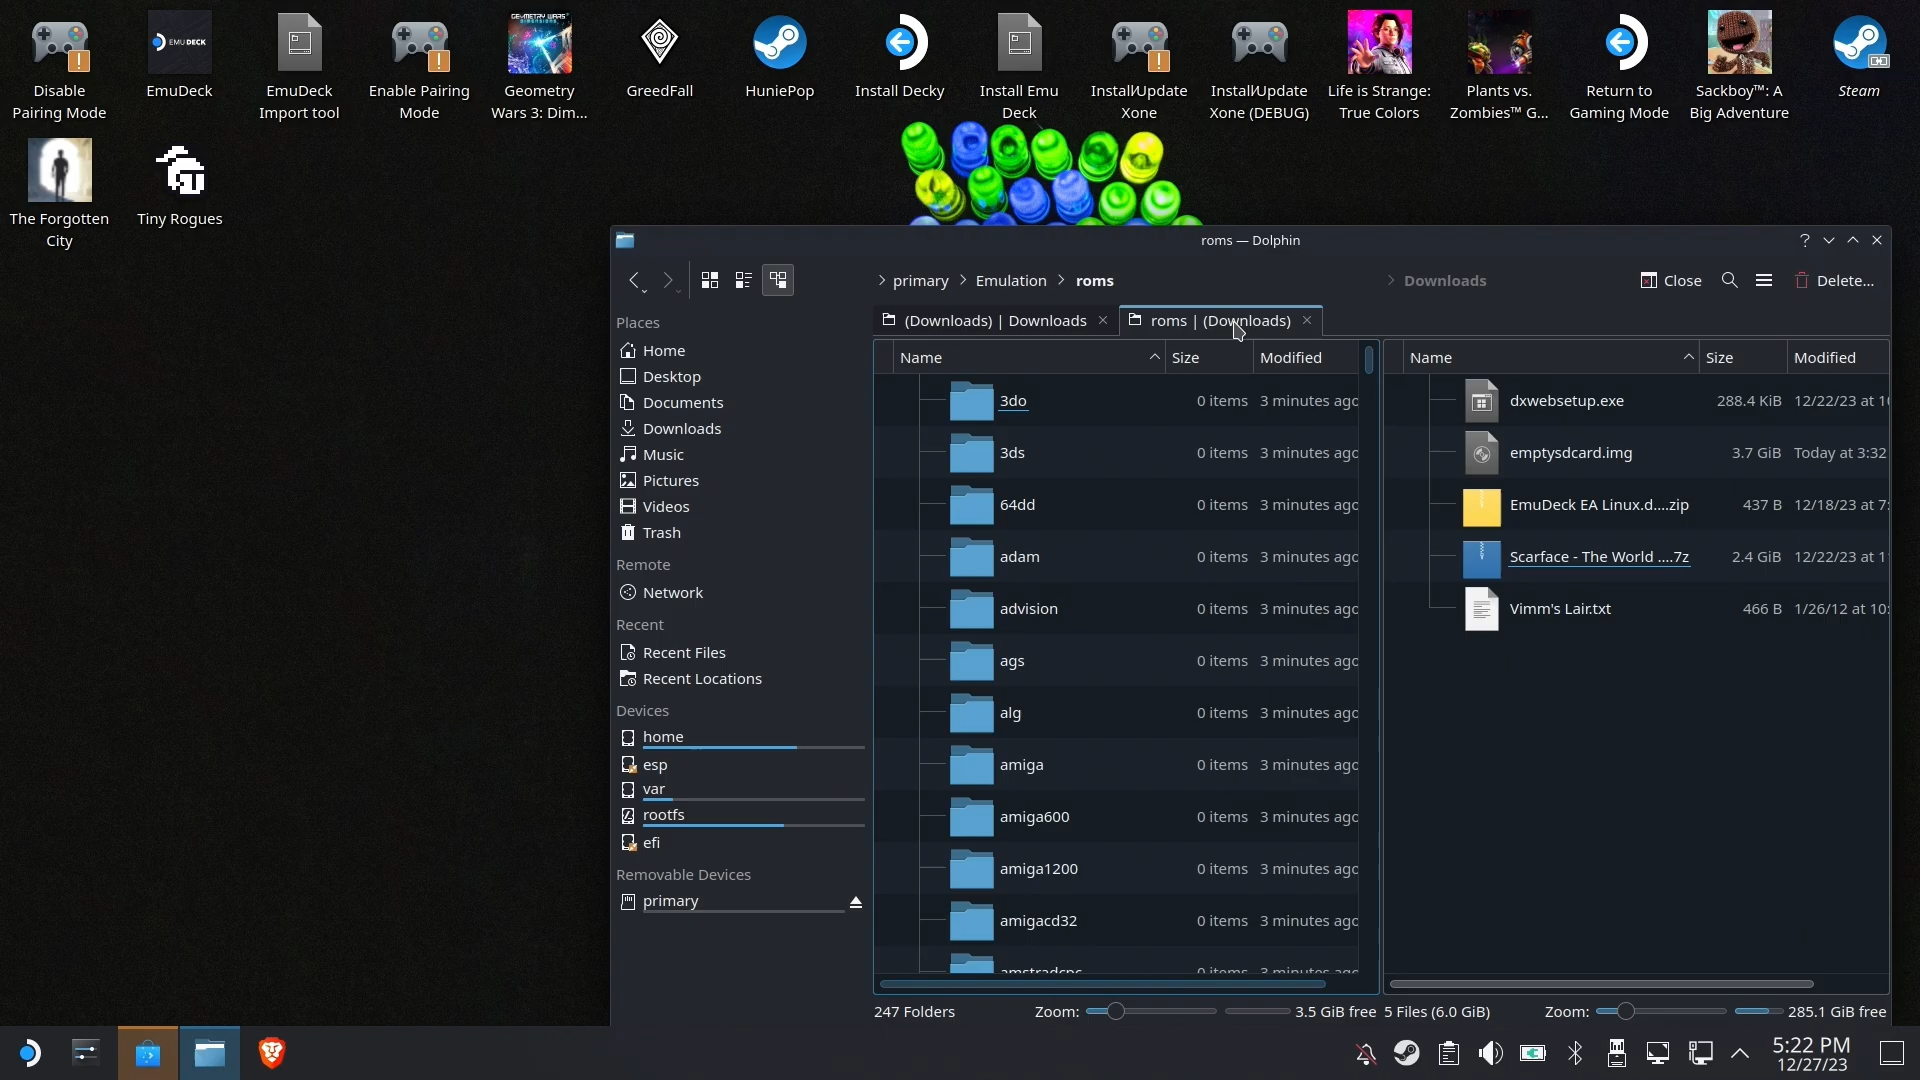 GEOMETRY WARS
EMUDECK
Disable
Pairing Mode
EmuDeck
EmuDeck
Import tool
Enable Pairing
Mode
Geometry
Wars 3: Dim...
GreedFall
HuniePop
Install Decky
Install Emu
Deck
Install/Update
Xone
Install/Update
Xone (DEBUG)
Life is Strange:
True Colors
Plants vs.
Zombies™ G...
Return to
Gaming Mode
Sackboy™: A
Big Adventure
Steam
The Forgotten
City
Tiny Rogues
roms — Dolphin
primary
Emulation
roms
Downloads
Close
Delete...
(Downloads) | Downloads
roms | (Downloads)
Places
Home
Desktop
Documents
Downloads
Music
Pictures
Videos
Trash
Remote
Network
Recent
Recent Files
Recent Locations
Devices
home
esp
var
rootfs
efi
Removable Devices
primary
Name Size Modified
3do 0 items 3 minutes ago
3ds 0 items 3 minutes ago
64dd 0 items 3 minutes ago
adam 0 items 3 minutes ago
advision 0 items 3 minutes ago
ags 0 items 3 minutes ago
alg 0 items 3 minutes ago
amiga 0 items 3 minutes ago
amiga600 0 items 3 minutes ago
amiga1200 0 items 3 minutes ago
amigacd32 0 items 3 minutes ago
amstradcpc 0 items 3 minutes ago
Name Size Modified
dxwebsetup.exe 288.4 KiB 12/22/23 at 1
emptysdcard.img 3.7 GiB Today at 3:32
EmuDeck EA Linux.d....zip 437 B 12/18/23 at 7:
Scarface - The World ....7z 2.4 GiB 12/22/23 at 1
Vimm's Lair.txt 466 B 1/26/12 at 10:
247 Folders
Zoom:
3.5 GiB free
5 Files (6.0 GiB)
Zoom:
285.1 GiB free
5:22 PM
12/27/23